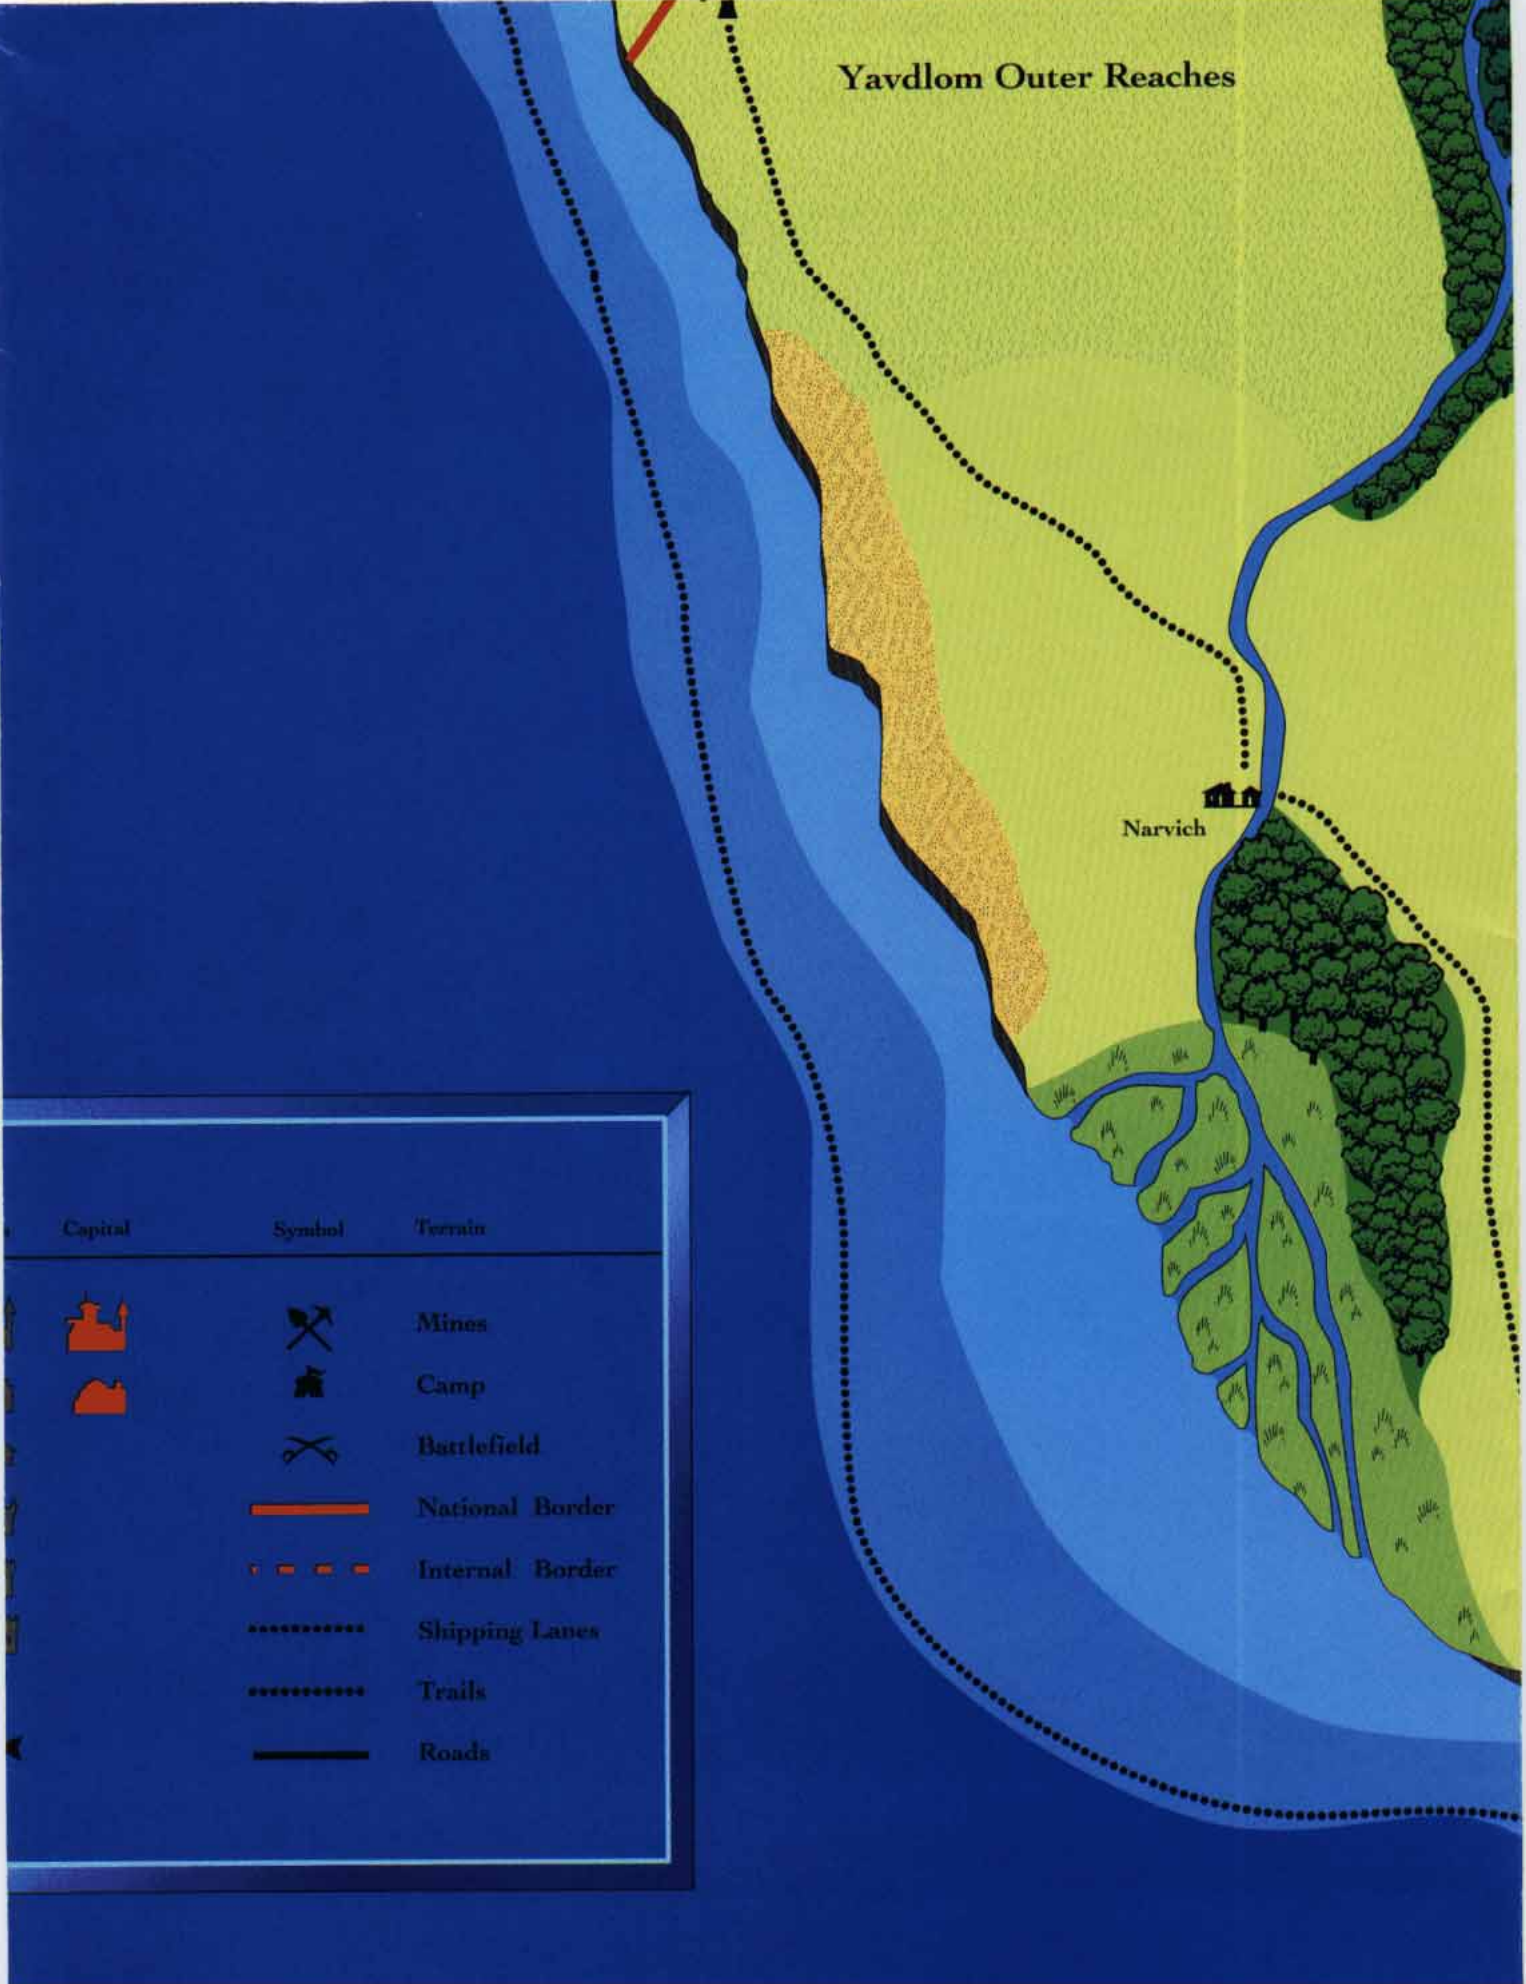 Yavdlom Outer Reaches
Narvich
Capital Symbol Terrain
Mines
Camp
Battlefield
National Border
Internal Border
Shipping Lanes
Trails
Roads